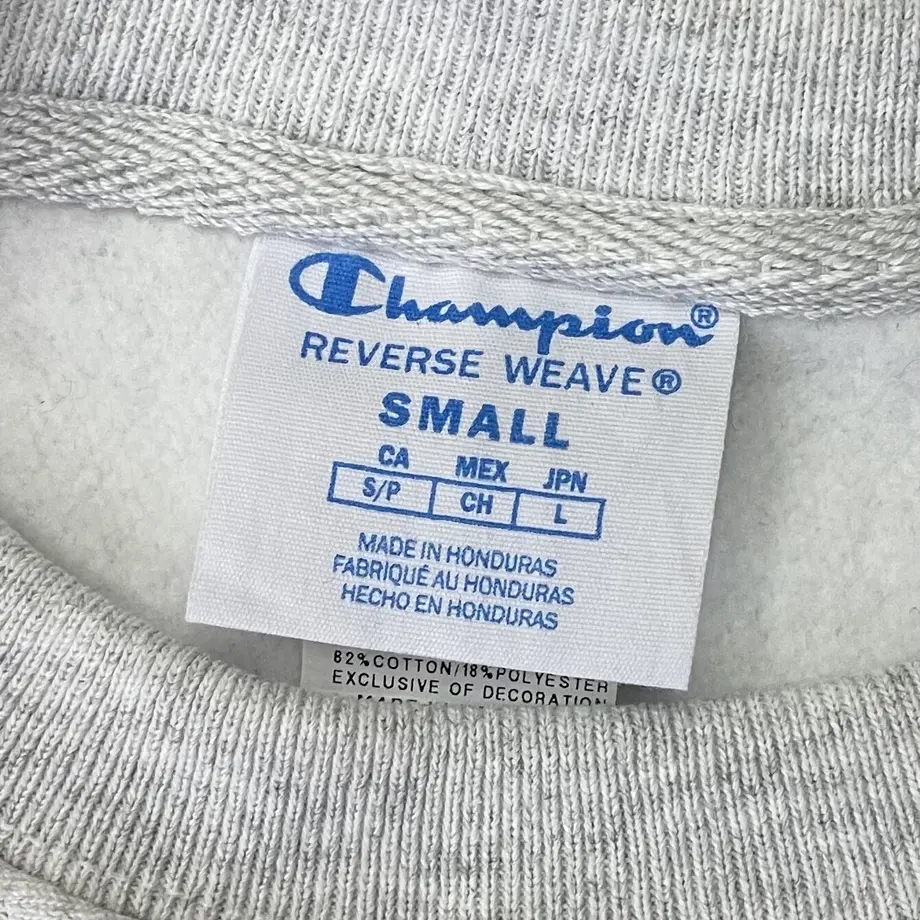 Champion®
REVERSE WEAVE®
SMALL
CA MEX JPN
S/P CH L
MADE IN HONDURAS
FABRIQUÉ AU HONDURAS
HECHO EN HONDURAS
82%COTTON/18%POLYESTER
EXCLUSIVE OF DECORATION